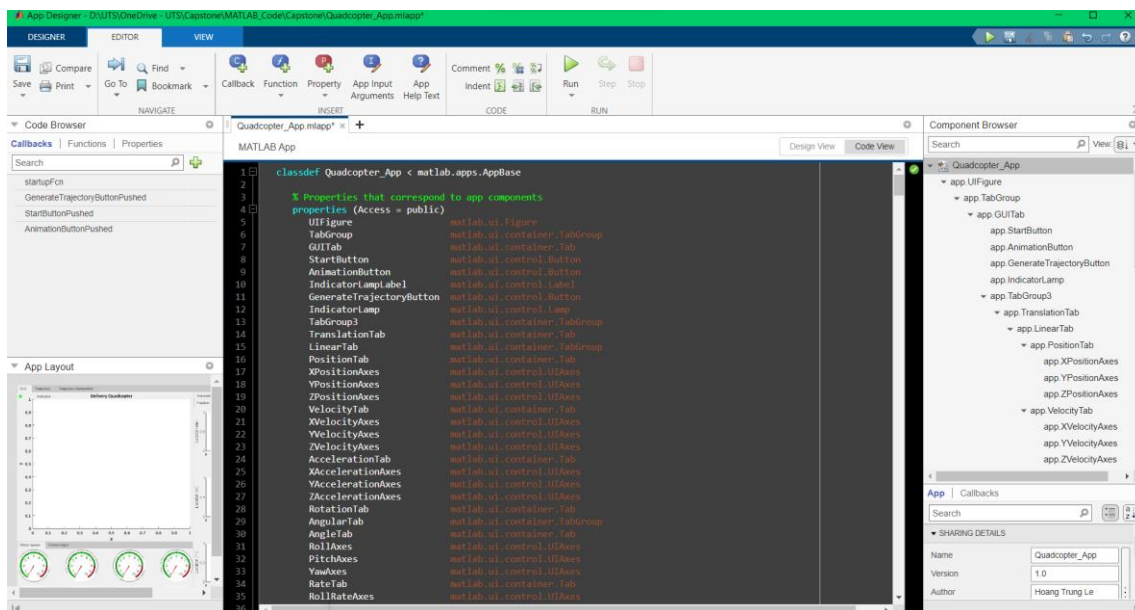 App Designer - D:\UTS\OneDrive - UTS\Capstone\MATLAB_Code\Capstone\Quadcopter_App.mlapp*
DESIGNER EDITOR VIEW
Save Compare Print Go To Find Bookmark Callback Function Property App Input Arguments App Help Text Comment Indent Run Step Stop
NAVIGATE INSERT CODE RUN
Code Browser
Callbacks | Functions | Properties
Search
startupFcn
GenerateTrajectoryButtonPushed
StartButtonPushed
AnimationButtonPushed
App Layout
Delivery Quadcopter
Quadcopter_App.mlapp*
MATLAB App
Design View Code View
1 classdef Quadcopter_App < matlab.apps.AppBase
2
3 % Properties that correspond to app components
4 properties (Access = public)
5 UIFigure matlab.ui.Figure
6 TabGroup matlab.ui.container.TabGroup
7 GUITab matlab.ui.container.Tab
8 StartButton matlab.ui.control.Button
9 AnimationButton matlab.ui.control.Button
10 IndicatorLampLabel matlab.ui.control.Label
11 GenerateTrajectoryButton matlab.ui.control.Button
12 IndicatorLamp matlab.ui.control.Lamp
13 TabGroup3 matlab.ui.container.TabGroup
14 TranslationTab matlab.ui.container.Tab
15 LinearTab matlab.ui.container.TabGroup
16 PositionTab matlab.ui.container.Tab
17 XPositionAxes matlab.ui.control.UIAxes
18 YPositionAxes matlab.ui.control.UIAxes
19 ZPositionAxes matlab.ui.control.UIAxes
20 VelocityTab matlab.ui.container.Tab
21 XVelocityAxes matlab.ui.control.UIAxes
22 YVelocityAxes matlab.ui.control.UIAxes
23 ZVelocityAxes matlab.ui.control.UIAxes
24 AccelerationTab matlab.ui.container.Tab
25 XAccelerationAxes matlab.ui.control.UIAxes
26 YAccelerationAxes matlab.ui.control.UIAxes
27 ZAccelerationAxes matlab.ui.control.UIAxes
28 RotationTab matlab.ui.container.Tab
29 AngularTab matlab.ui.container.TabGroup
30 AngleTab matlab.ui.container.Tab
31 RollAxes matlab.ui.control.UIAxes
32 PitchAxes matlab.ui.control.UIAxes
33 YawAxes matlab.ui.control.UIAxes
34 RateTab matlab.ui.container.Tab
35 RollRateAxes matlab.ui.control.UIAxes
36
Component Browser
Search View:
Quadcopter_App
app.UIFigure
app.TabGroup
app.GUITab
app.StartButton
app.AnimationButton
app.GenerateTrajectoryButton
app.IndicatorLamp
app.TabGroup3
app.TranslationTab
app.LinearTab
app.PositionTab
app.XPositionAxes
app.YPositionAxes
app.ZPositionAxes
app.VelocityTab
app.XVelocityAxes
app.YVelocityAxes
app.ZVelocityAxes
App | Callbacks
Search
SHARING DETAILS
Name Quadcopter_App
Version 1.0
Author Hoang Trung Le